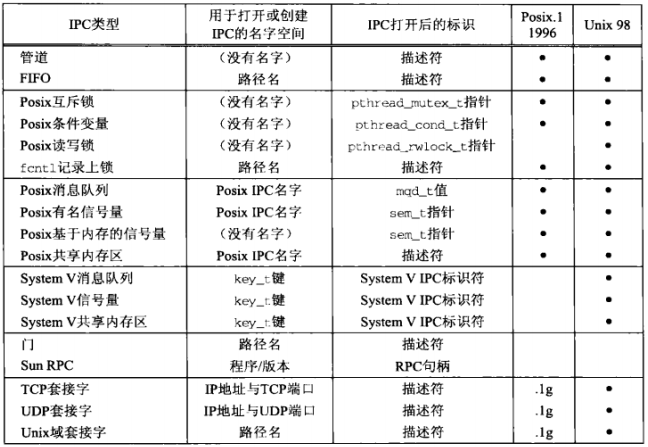 IPC类型 用于打开或创建IPC的名字空间 IPC打开后的标识 Posix.1 1996 Unix 98
管道 （没有名字） 描述符 • •
FIFO 路径名 描述符 • •
Posix互斥锁 （没有名字） pthread_mutex_t指针 • •
Posix条件变量 （没有名字） pthread_cond_t指针 • •
Posix读写锁 （没有名字） pthread_rwlock_t指针 •
fcntl记录上锁 路径名 描述符 • •
Posix消息队列 Posix IPC名字 mqd_t值 • •
Posix有名信号量 Posix IPC名字 sem_t指针 • •
Posix基于内存的信号量 （没有名字） sem_t指针 • •
Posix共享内存区 Posix IPC名字 描述符 • •
System V消息队列 key_t键 System V IPC标识符 •
System V信号量 key_t键 System V IPC标识符 •
System V共享内存区 key_t键 System V IPC标识符 •
门 路径名 描述符
Sun RPC 程序/版本 RPC句柄
TCP套接字 IP地址与TCP端口 描述符 .1g •
UDP套接字 IP地址与UDP端口 描述符 .1g •
Unix域套接字 路径名 描述符 .1g •